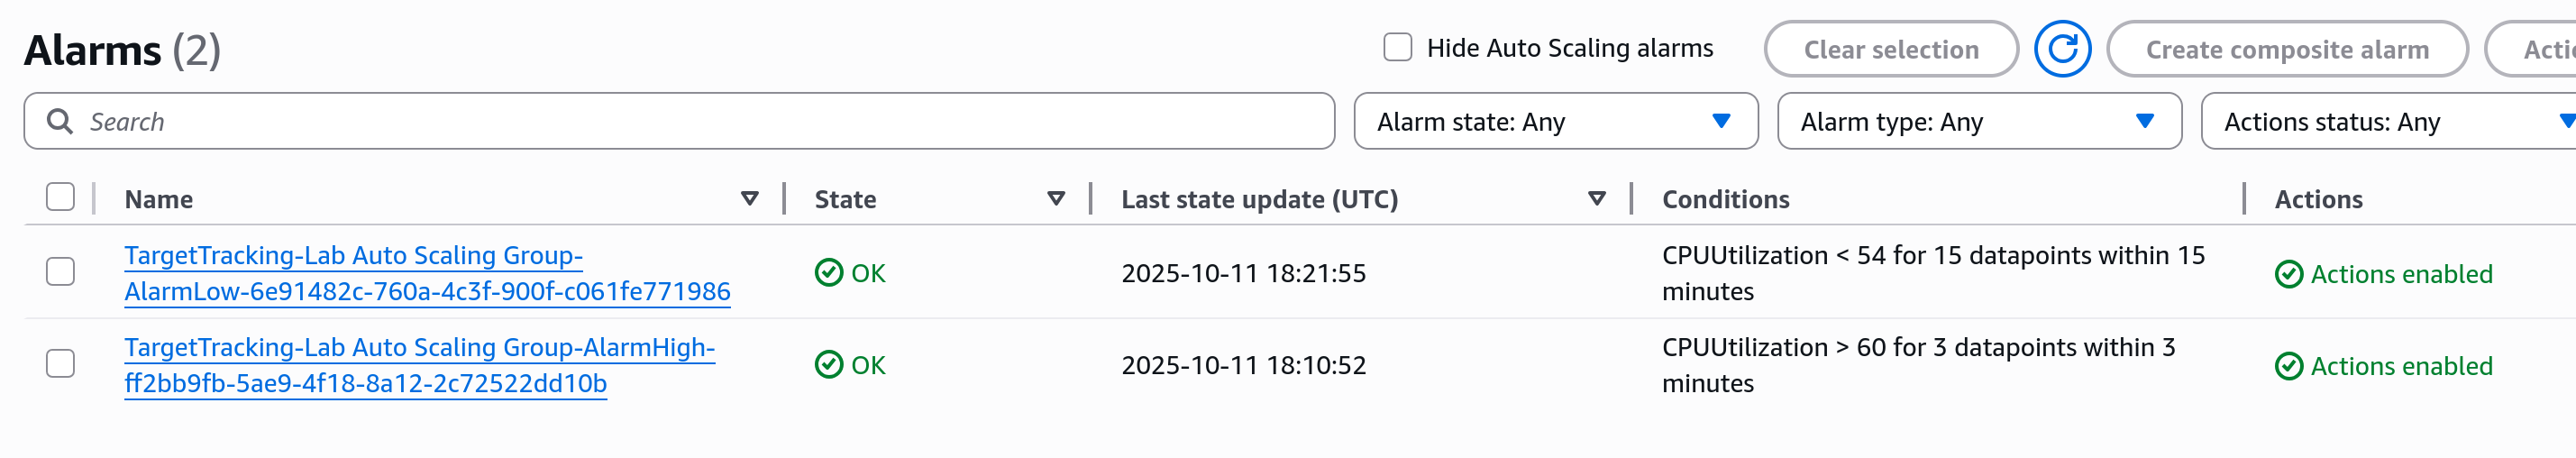 Alarms (2)
Hide Auto Scaling alarms
Clear selection
Create composite alarm
Search
Alarm state: Any
Alarm type: Any
Actions status: Any
Name
State
Last state update (UTC)
Conditions
Actions
TargetTracking-Lab Auto Scaling Group-
AlarmLow-6e91482c-760a-4c3f-900f-c061fe771986
OK
2025-10-11 18:21:55
CPUUtilization < 54 for 15 datapoints within 15
minutes
Actions enabled
TargetTracking-Lab Auto Scaling Group-AlarmHigh-
ff2bb9fb-5ae9-4f18-8a12-2c72522dd10b
OK
2025-10-11 18:10:52
CPUUtilization > 60 for 3 datapoints within 3
minutes
Actions enabled